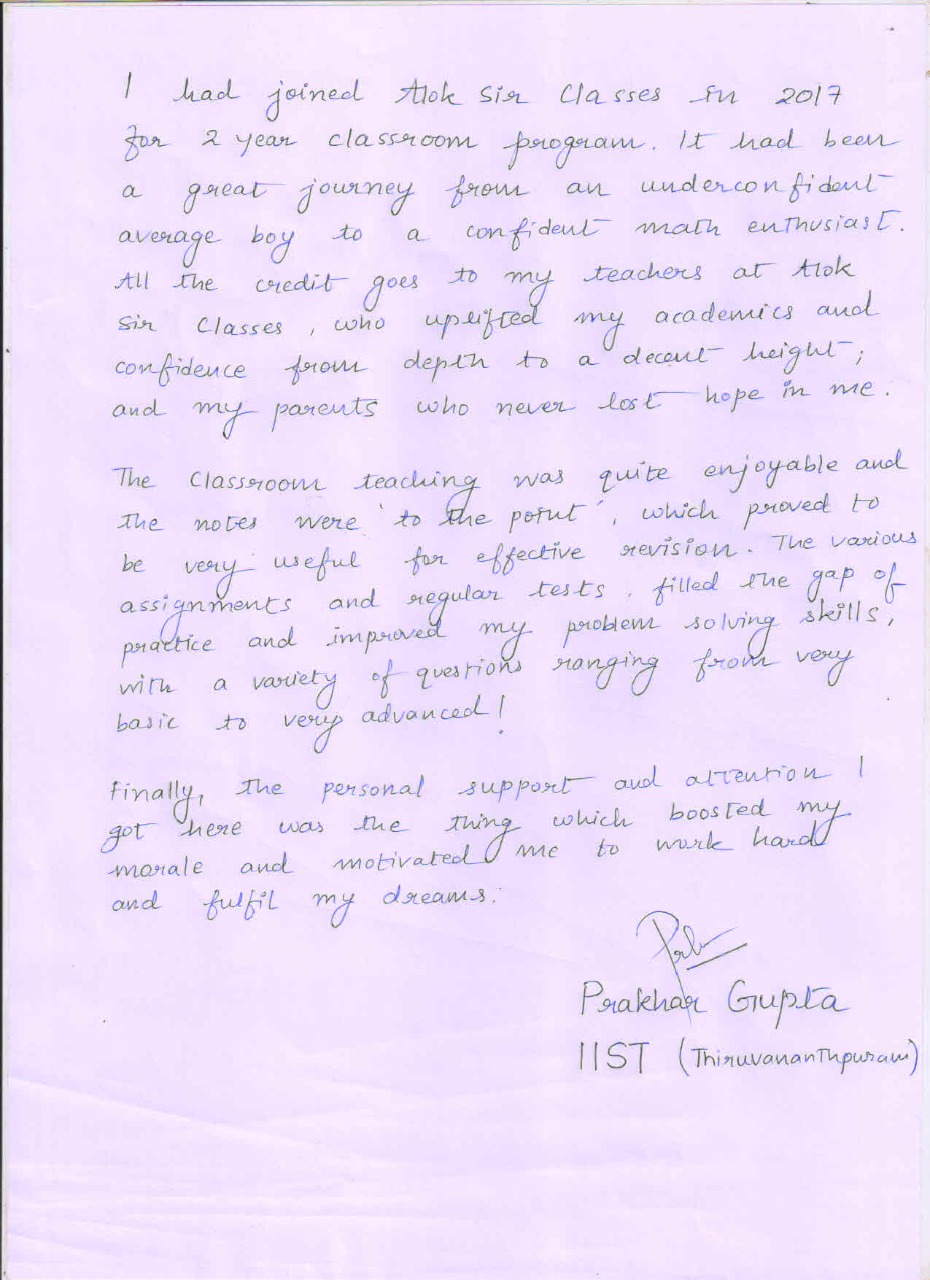 I had joined Alok Sir Classes in 2017
for 2 year classroom program. It had been
a great journey from an underconfident
average boy to a confident math enthusiast.
All the credit goes to my teachers at Alok
Sir Classes, who uplifted my academics and
confidence from depth to a decent height;
and my parents who never lost hope in me.
The Classroom teaching was quite enjoyable and
the notes were 'to the point', which proved to
be very useful for effective revision. The various
assignments and regular tests, filled the gap of
practice and improved my problem solving skills,
with a variety of questions ranging from very
basic to very advanced!
Finally, the personal support and attention I
got here was the thing which boosted my
morale and motivated me to work hard
and fulfil my dreams.
Prakhar Gupta
IIST (Thiruvananthpuram)